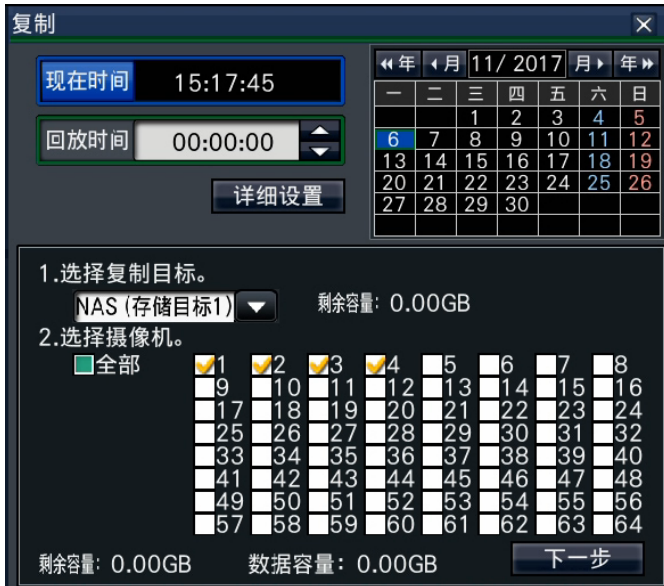 复制
现在时间 15:17:45
回放时间 00:00:00
详细设置
年 月 11/ 2017 月 年
一 二 三 四 五 六 日
1 2 3 4 5
6 7 8 9 10 11 12
13 14 15 16 17 18 19
20 21 22 23 24 25 26
27 28 29 30
1.选择复制目标。
NAS (存储目标1) 剩余容量: 0.00GB
2.选择摄像机。
全部 1 2 3 4 5 6 7 8
9 10 11 12 13 14 15 16
17 18 19 20 21 22 23 24
25 26 27 28 29 30 31 32
33 34 35 36 37 38 39 40
41 42 43 44 45 46 47 48
49 50 51 52 53 54 55 56
57 58 59 60 61 62 63 64
剩余容量: 0.00GB 数据容量: 0.00GB 下一步